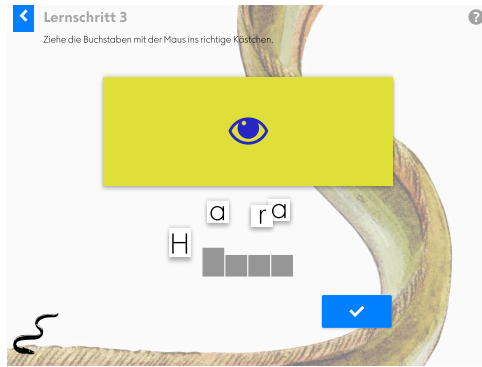 Lernschritt 3
Ziehe die Buchstaben mit der Maus ins richtige Kästchen.
a r a
H